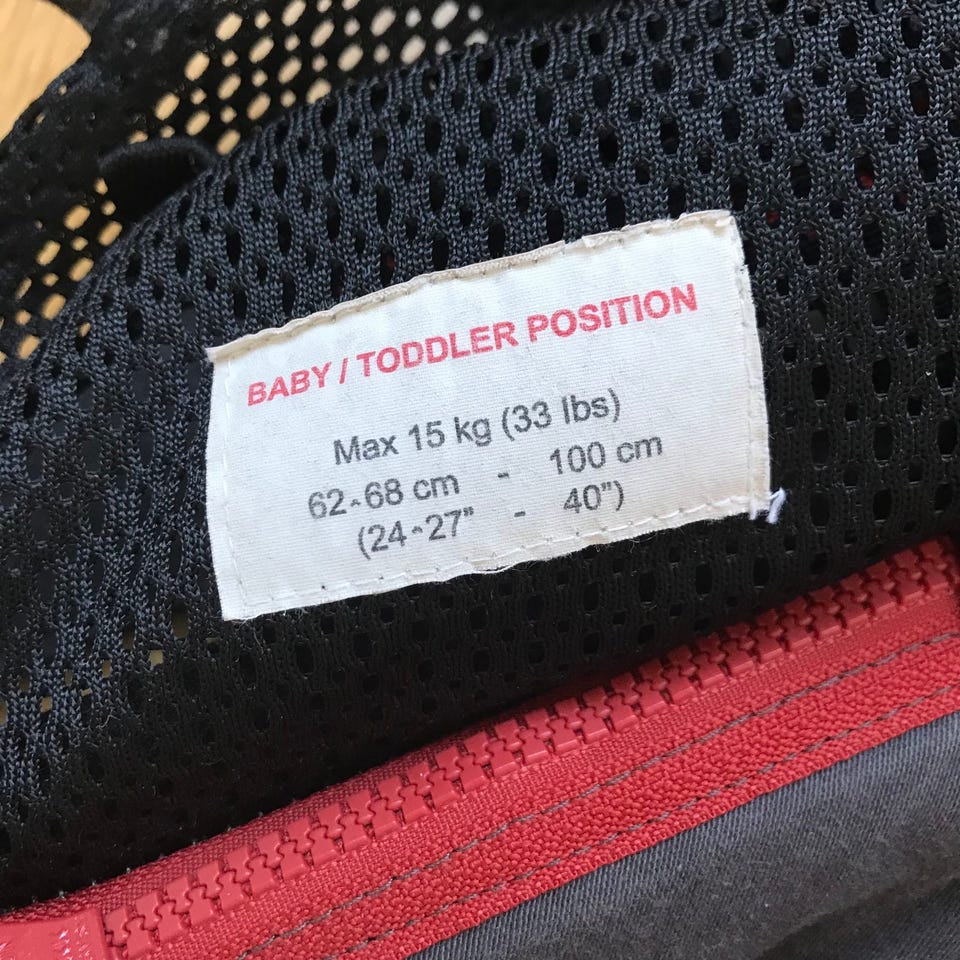 BABY / TODDLER POSITION
Max 15 kg (33 lbs)
62-68 cm - 100 cm
(24-27" - 40")